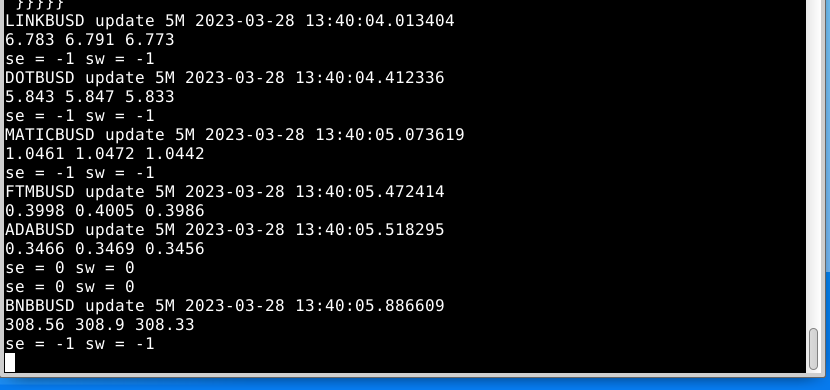 }}}}}
LINKBUSD update 5M 2023-03-28 13:40:04.013404
6.783 6.791 6.773
se = -1 sw = -1
DOTBUSD update 5M 2023-03-28 13:40:04.412336
5.843 5.847 5.833
se = -1 sw = -1
MATICBUSD update 5M 2023-03-28 13:40:05.073619
1.0461 1.0472 1.0442
se = -1 sw = -1
FTMBUSD update 5M 2023-03-28 13:40:05.472414
0.3998 0.4005 0.3986
ADABUSD update 5M 2023-03-28 13:40:05.518295
0.3466 0.3469 0.3456
se = 0 sw = 0
se = 0 sw = 0
BNBBUSD update 5M 2023-03-28 13:40:05.886609
308.56 308.9 308.33
se = -1 sw = -1